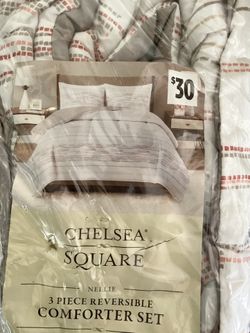 $30
CHELSEA®
SQUARE
NELLIE
3 PIECE REVERSIBLE
COMFORTER SET